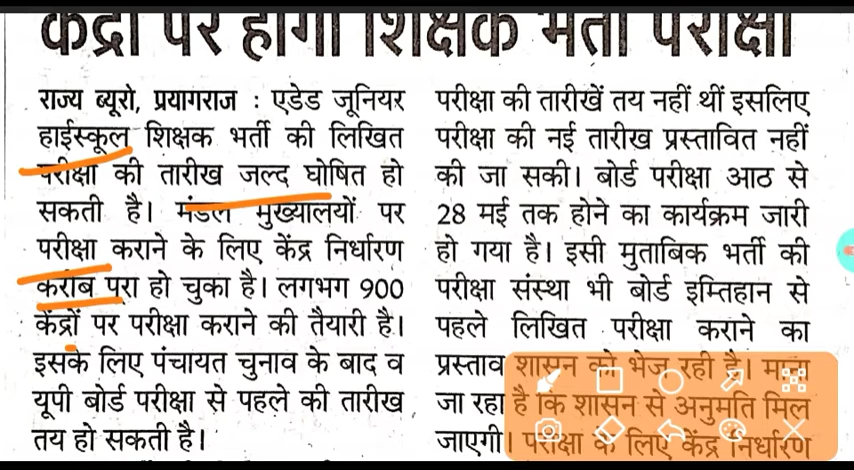 केंद्रों पर होगी शिक्षक भर्ती परीक्षा
राज्य ब्यूरो, प्रयागराज : एडेड जूनियर
हाईस्कूल शिक्षक भर्ती की लिखित
परीक्षा की तारीख जल्द घोषित हो
सकती है। मंडल मुख्यालयों पर
परीक्षा कराने के लिए केंद्र निर्धारण
करीब पूरा हो चुका है। लगभग 900
केंद्रों पर परीक्षा कराने की तैयारी है।
इसके लिए पंचायत चुनाव के बाद व
यूपी बोर्ड परीक्षा से पहले की तारीख
तय हो सकती है।
परीक्षा की तारीखें तय नहीं थीं इसलिए
परीक्षा की नई तारीख प्रस्तावित नहीं
की जा सकी। बोर्ड परीक्षा आठ से
28 मई तक होने का कार्यक्रम जारी
हो गया है। इसी मुताबिक भर्ती की
परीक्षा संस्था भी बोर्ड इम्तिहान से
पहले लिखित परीक्षा कराने का
प्रस्ताव शासन को भेज रही है। माना
जा रहा है कि शासन से अनुमति मिल
जाएगी। परीक्षा के लिए केंद्र निर्धारण